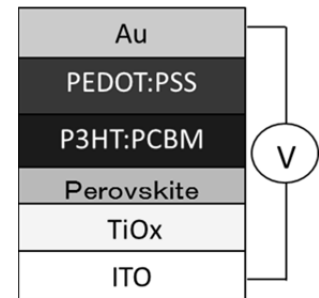 Au
PEDOT:PSS
P3HT:PCBM
V
Perovskite
TiOx
ITO